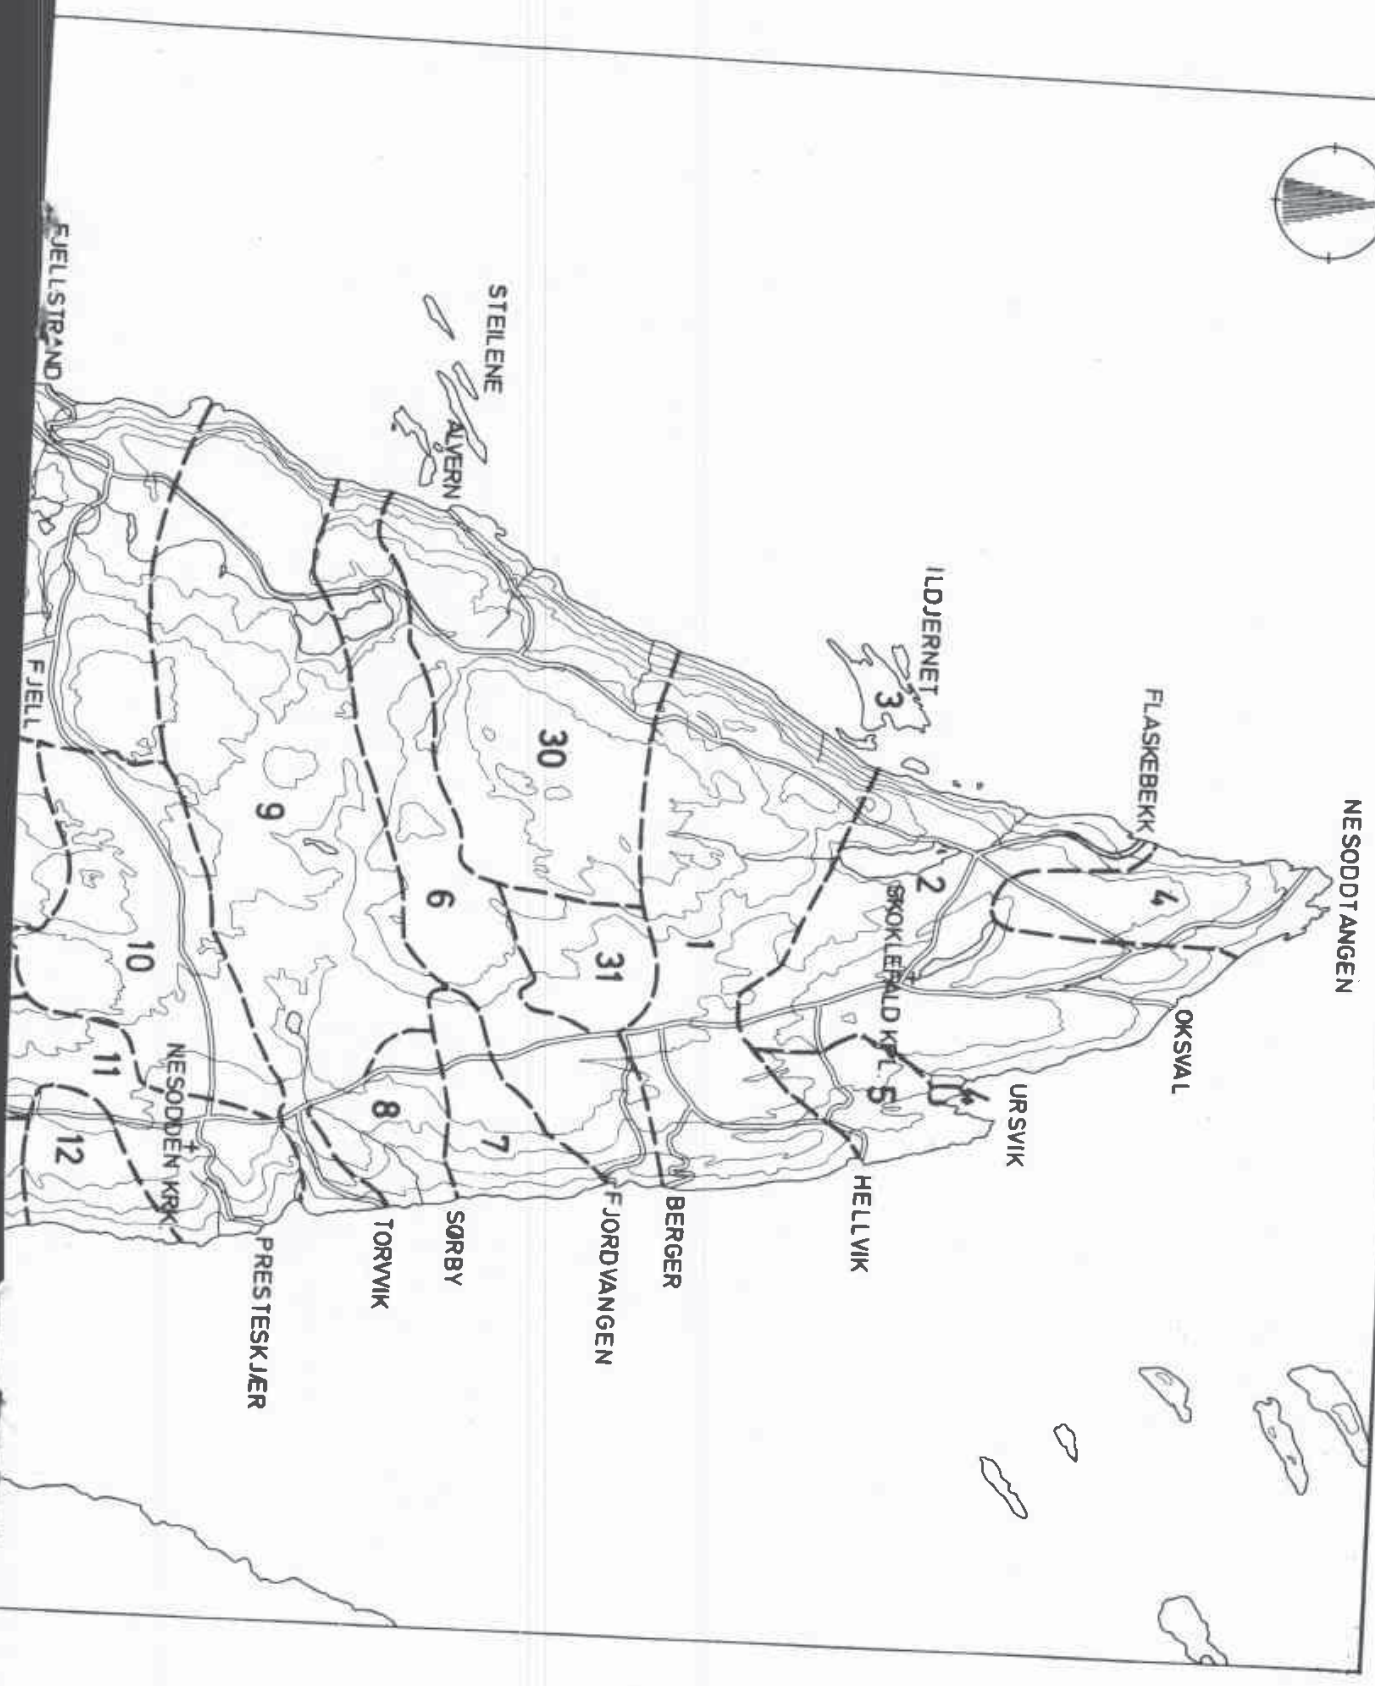 NESODDTANGEN
FLASKEBEKK
4
OKSVAL
ILDJERNET
3
2
SKOKLEFALD KPL.
5
URSVIK
HELLVIK
1
BERGER
30
31
FJORDVANGEN
STEILENE
ALVERN
6
7
SØRBY
9
8
TORVVIK
PRESTESKJÆR
10
11
NESODDEN KRK
12
FJELLSTRAND
FJELL